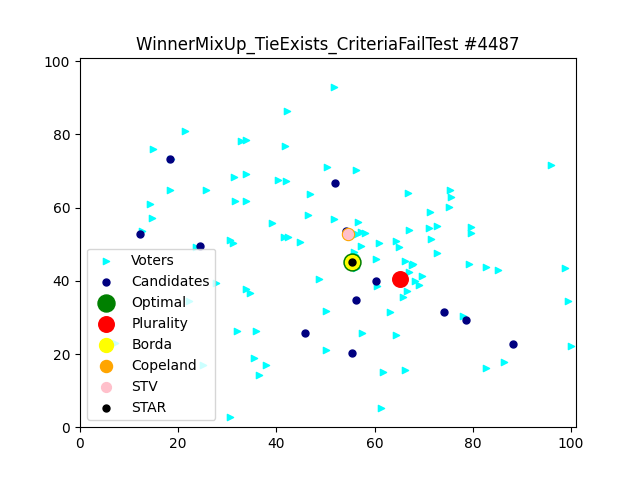 WinnerMixUp_TieExists_CriteriaFailTest #4487
100
80
60
40
20
0
Voters
Candidates
Optimal
Plurality
Borda
Copeland
STV
STAR
0 20 40 60 80 100